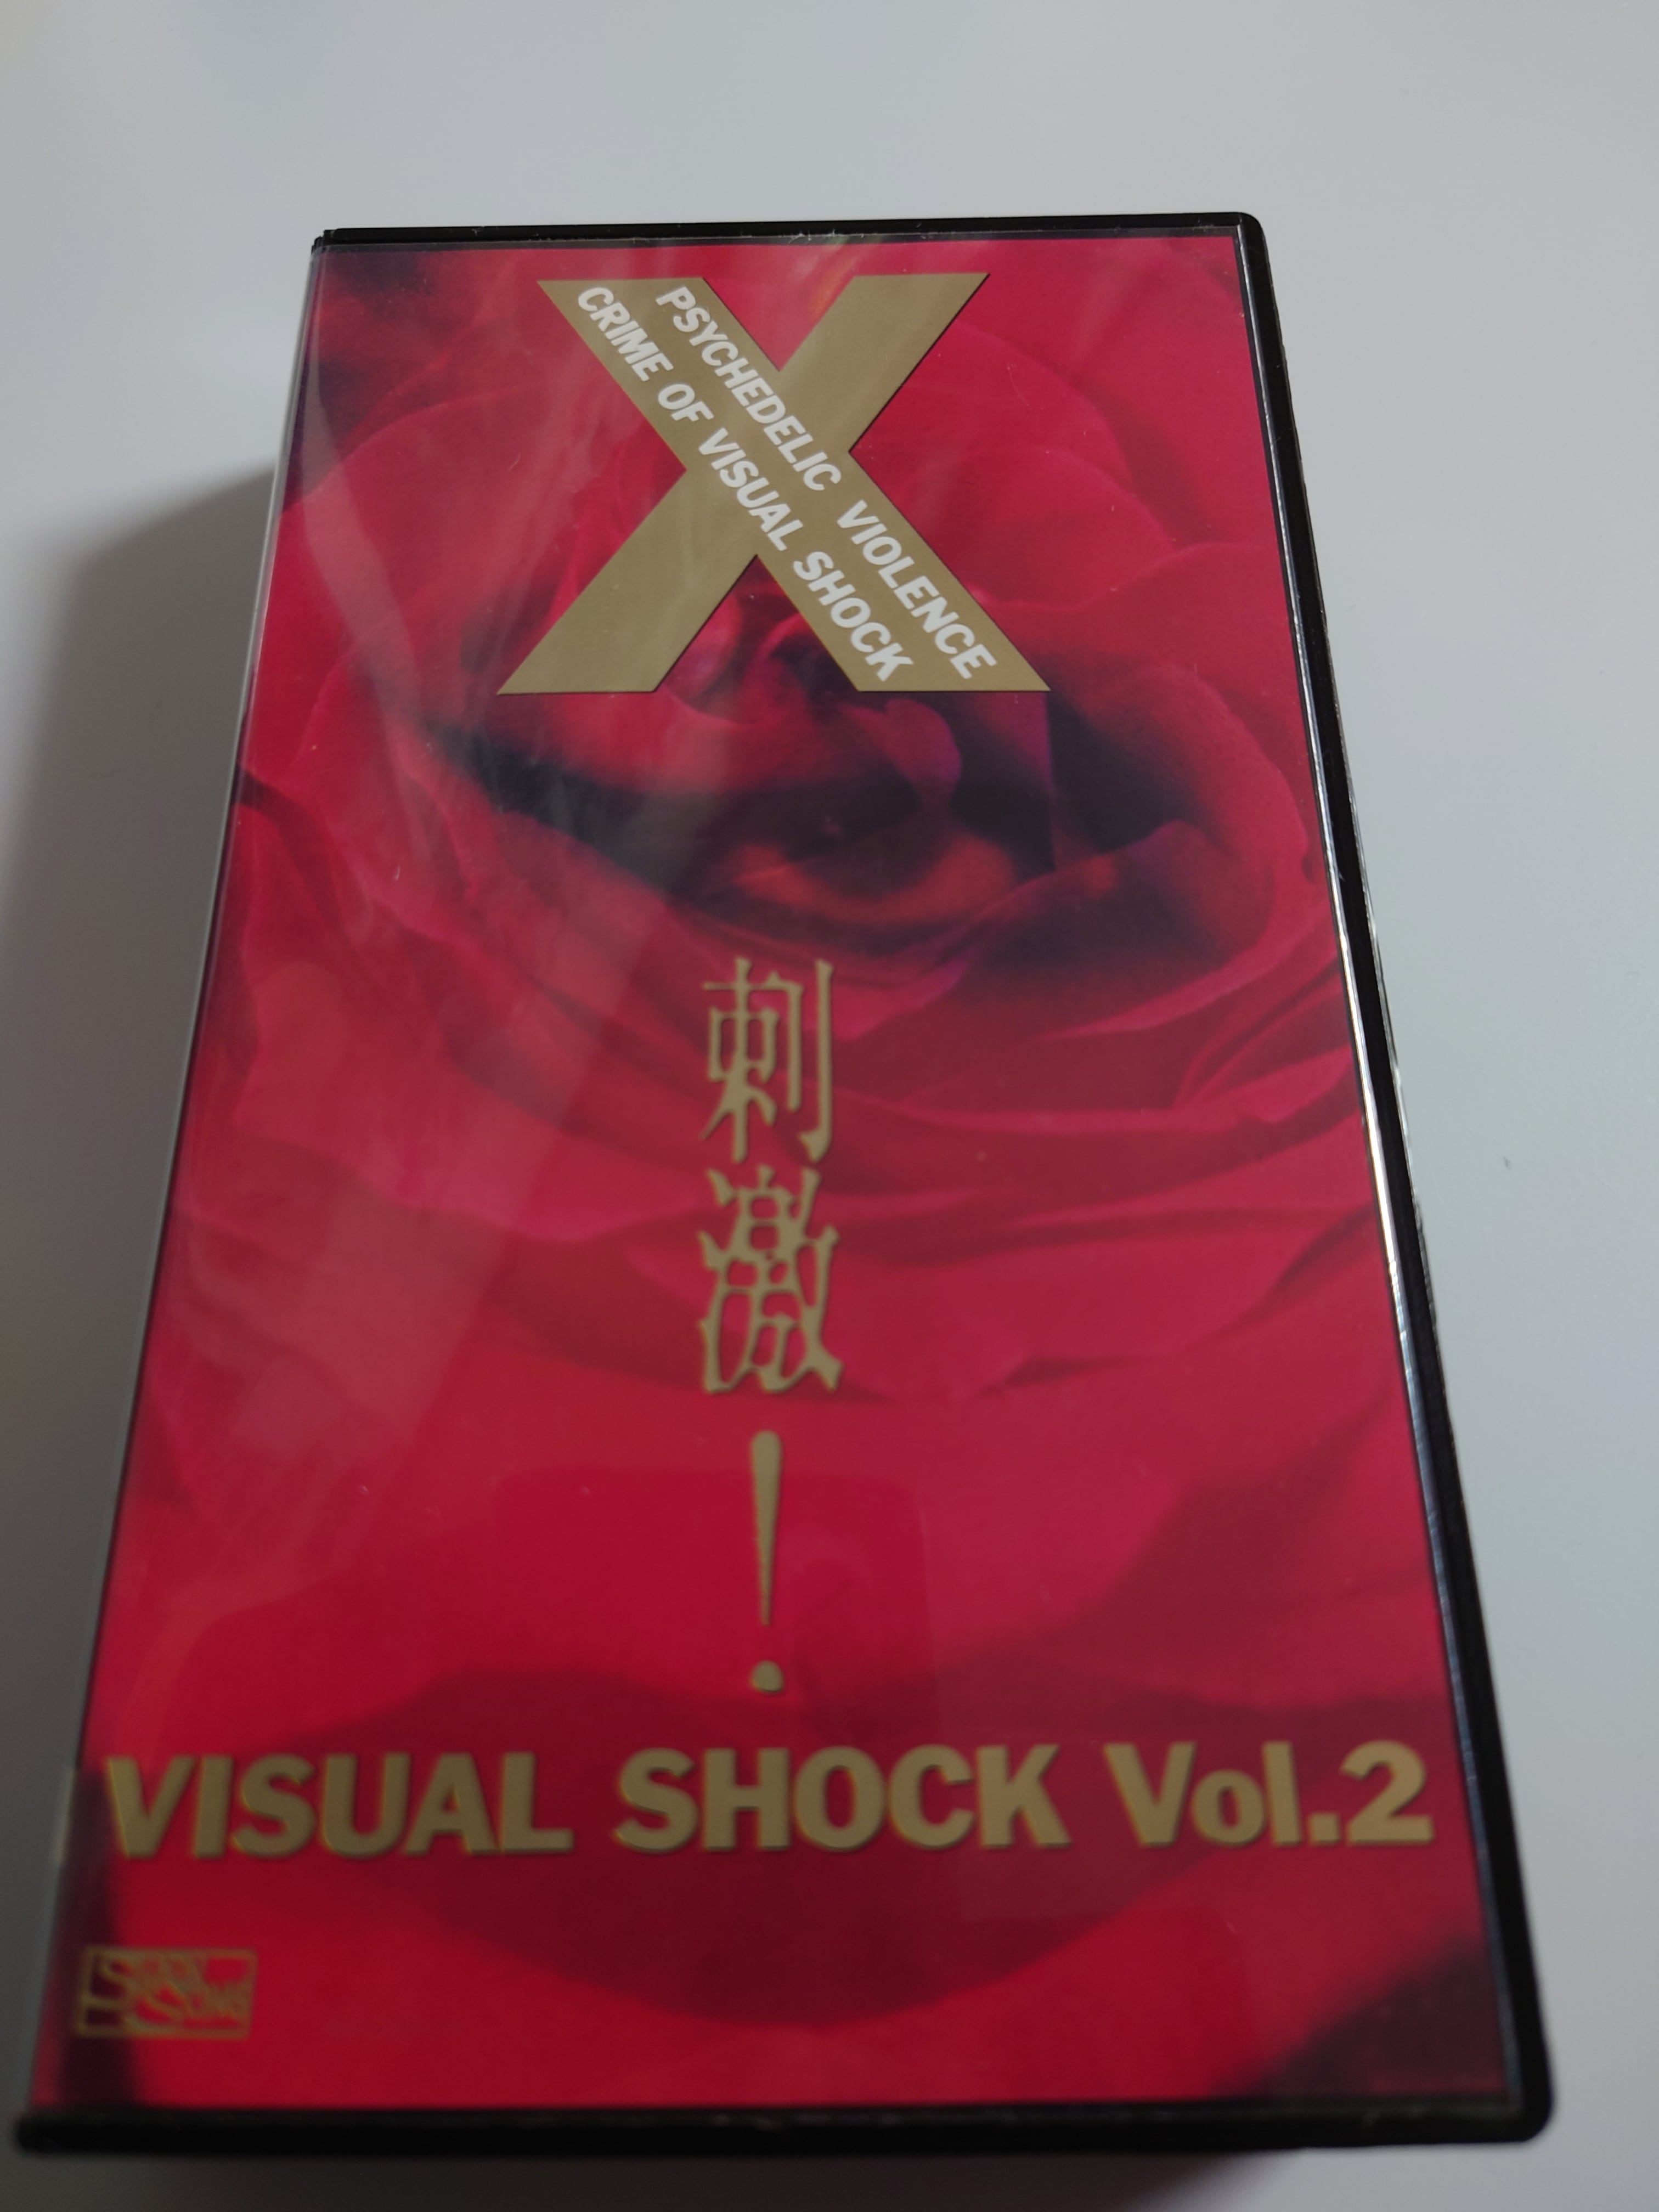 X
PSYCHEDELIC VIOLENCE
CRIME OF VISUAL SHOCK
刺激！
VISUAL SHOCK Vol.2